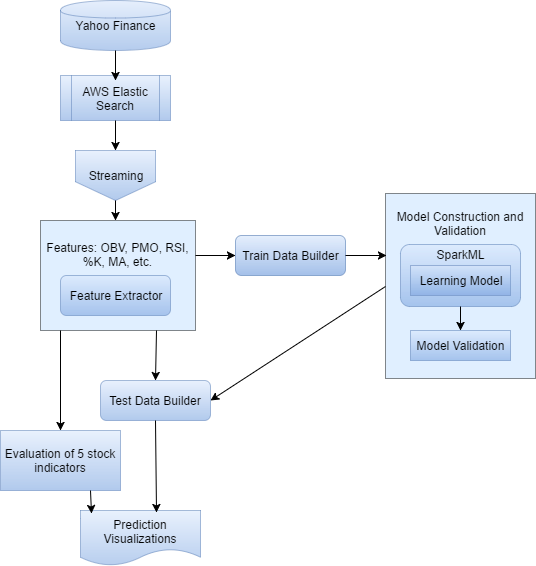 Yahoo Finance
AWS Elastic
Search
Streaming
Features: OBV, PMO, RSI,
%K, MA, etc.
Feature Extractor
Train Data Builder
Model Construction and
Validation
SparkML
Learning Model
Model Validation
Test Data Builder
Evaluation of 5 stock
indicators
Prediction
Visualizations